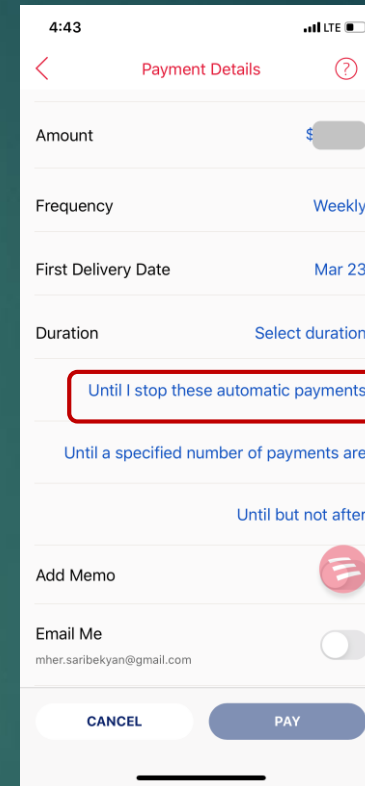 4:43 LTE
Payment Details ?
Amount $
Frequency Weekly
First Delivery Date Mar 23
Duration Select duration
Until I stop these automatic payments
Until a specified number of payments are
Until but not after
Add Memo
Email Me
mher.saribekyan@gmail.com
CANCEL PAY